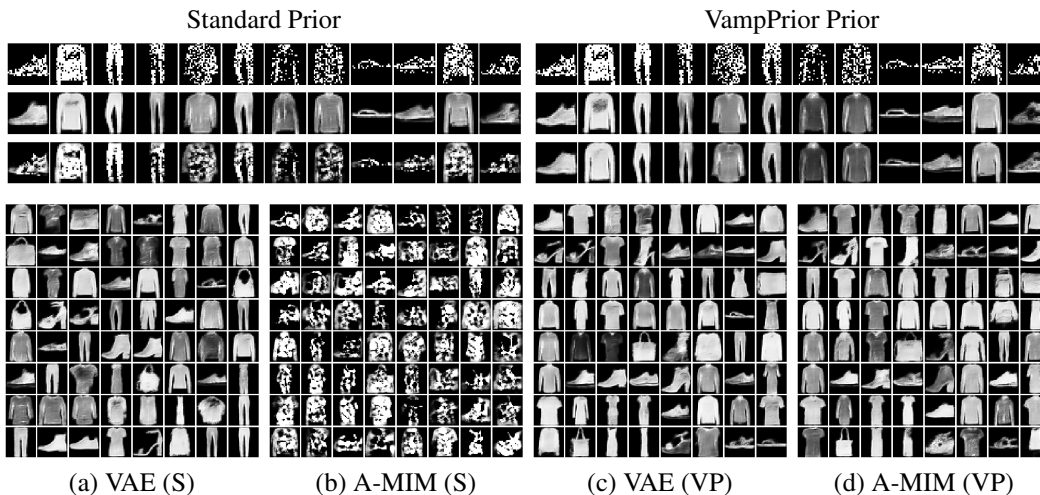 Standard Prior
VampPrior Prior
(a) VAE (S)
(b) A-MIM (S)
(c) VAE (VP)
(d) A-MIM (VP)